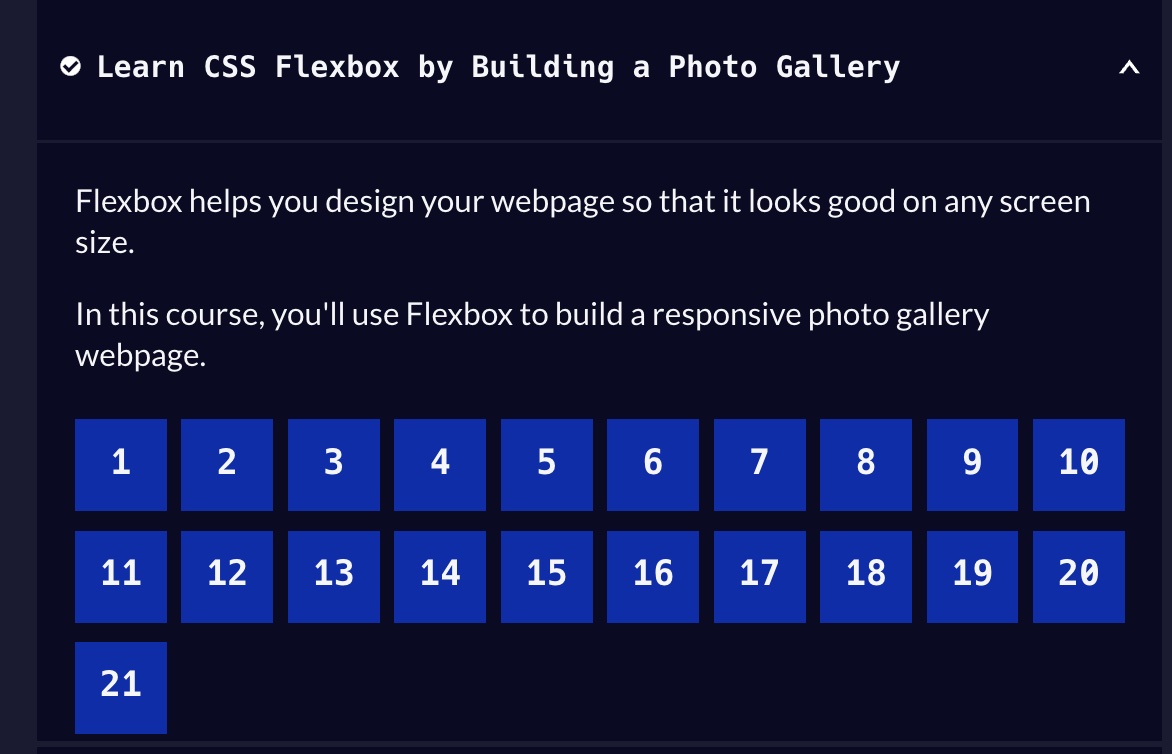 Learn CSS Flexbox by Building a Photo Gallery
Flexbox helps you design your webpage so that it looks good on any screen
size.
In this course, you'll use Flexbox to build a responsive photo gallery
webpage.
1 2 3 4 5 6 7 8 9 10
11 12 13 14 15 16 17 18 19 20
21